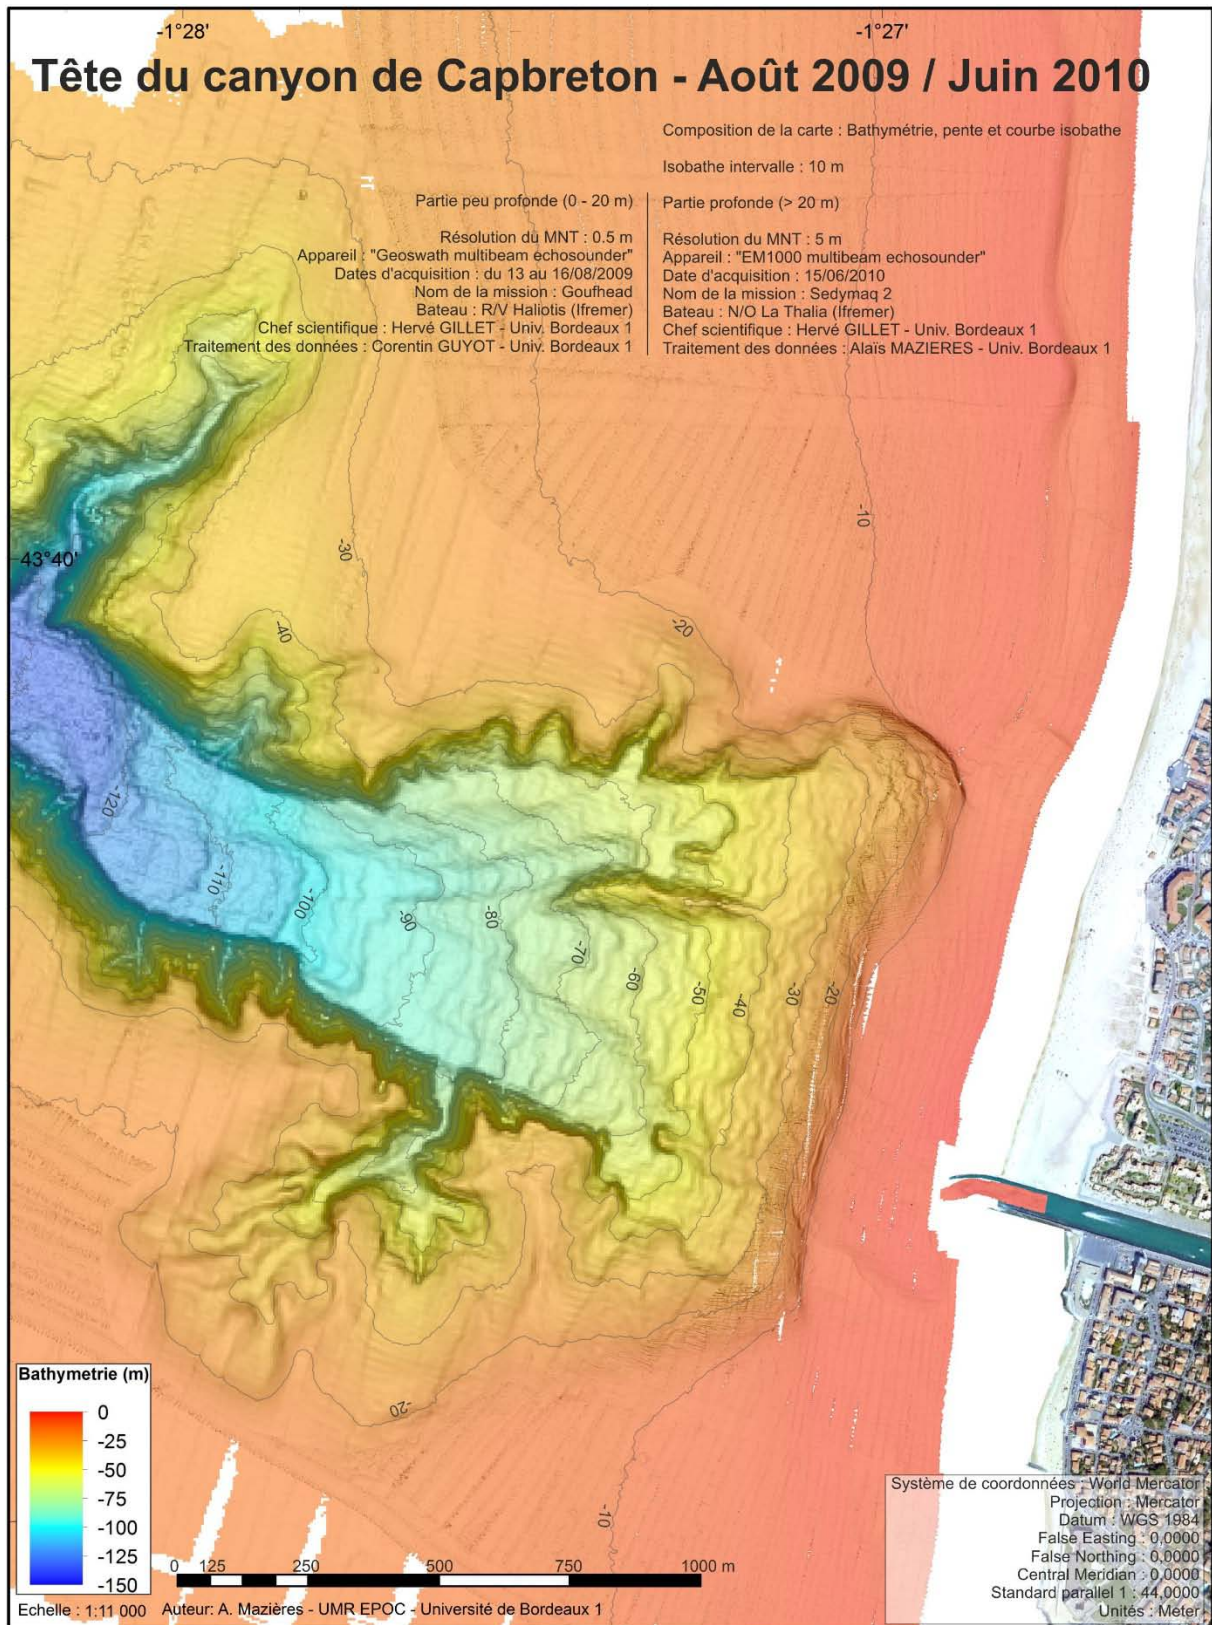 -1°28'
-1°27'
Tête du canyon de Capbreton - Août 2009 / Juin 2010
Composition de la carte : Bathymétrie, pente et courbe isobathe
Isobathe intervalle : 10 m
Partie peu profonde (0 - 20 m)
Résolution du MNT : 0.5 m
Appareil : "Geoswath multibeam echosounder"
Dates d'acquisition : du 13 au 16/08/2009
Nom de la mission : Goufhead
Bateau : R/V Haliotis (Ifremer)
Chef scientifique : Hervé GILLET - Univ. Bordeaux 1
Traitement des données : Corentin GUYOT - Univ. Bordeaux 1
Partie profonde (> 20 m)
Résolution du MNT : 5 m
Appareil : "EM1000 multibeam echosounder"
Date d'acquisition : 15/06/2010
Nom de la mission : Sedymaq 2
Bateau : N/O La Thalia (Ifremer)
Chef scientifique : Hervé GILLET - Univ. Bordeaux 1
Traitement des données : Alaïs MAZIERES - Univ. Bordeaux 1
-10
-30
43°40'
-20
-40
-120
-110
-100
-90
-80
-70
-60
-50
-40
-30
-20
-20
-10
Bathymetrie (m)
0
-25
-50
-75
-100
-125
-150
0 125 250 500 750 1000 m
Echelle : 1:11 000
Auteur: A. Mazières - UMR EPOC - Université de Bordeaux 1
Système de coordonnées : World Mercator
Projection : Mercator
Datum : WGS 1984
False Easting : 0,0000
False Northing : 0,0000
Central Meridian : 0,0000
Standard parallel 1 : 44,0000
Unités : Meter